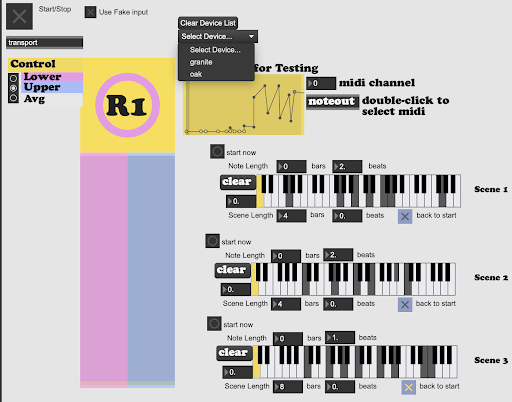 Start/Stop
Use Fake input
Clear Device List
Select Device...
Select Device...
granite
oak
transport
Control
Lower
Upper
Avg
R1
for Testing
0 midi channel
noteout double-click to
select midi
start now
Note Length 0 bars 2. beats
clear
0.
Scene 1
Scene Length 4 bars 0. beats back to start
start now
Note Length 0 bars 2. beats
clear
0.
Scene 2
Scene Length 4 bars 0. beats back to start
start now
Note Length 0 bars 1. beats
clear
0.
Scene 3
Scene Length 8 bars 0. beats back to start